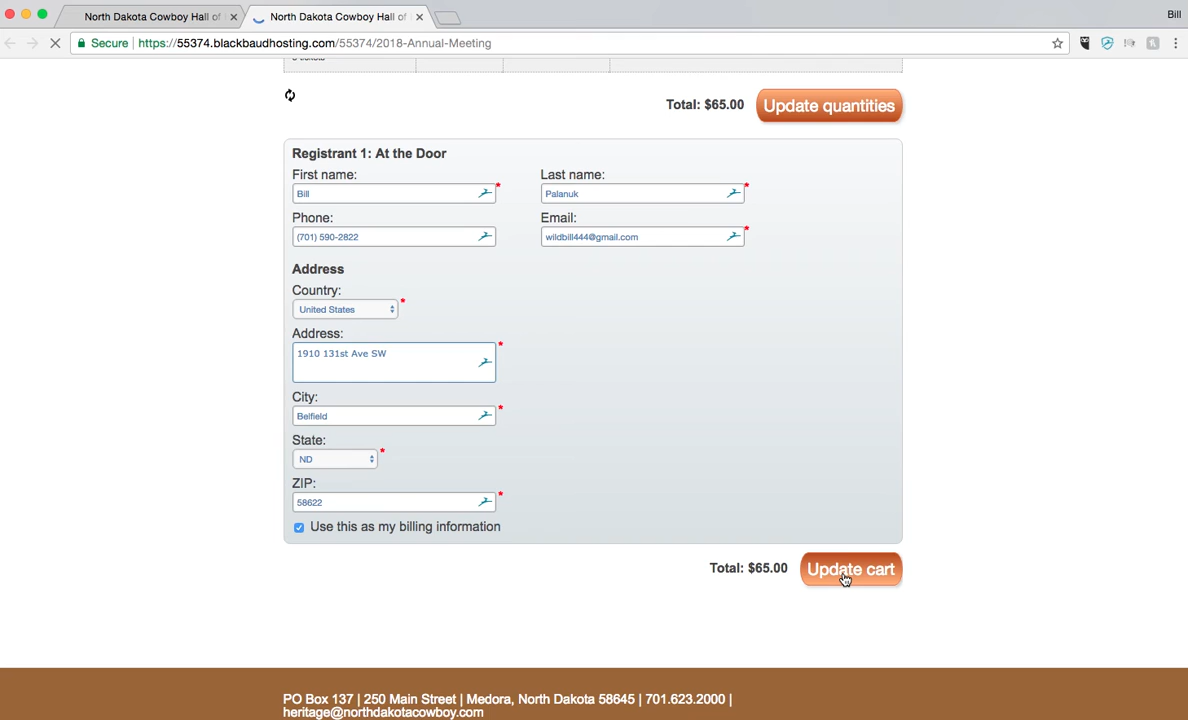 North Dakota Cowboy Hall of
North Dakota Cowboy Hall of
Bill
Secure https://55374.blackbaudhosting.com/55374/2018-Annual-Meeting
Total: $65.00 Update quantities
Registrant 1: At the Door
First name: Last name:
Bill * Palanuk *
Phone: Email:
(701) 590-2822 wildbill444@gmail.com *
Address
Country:
United States *
Address:
1910 131st Ave SW *
City:
Belfield *
State:
ND *
ZIP:
58622 *
Use this as my billing information
Total: $65.00 Update cart
PO Box 137 | 250 Main Street | Medora, North Dakota 58645 | 701.623.2000 |
heritage@northdakotacowboy.com